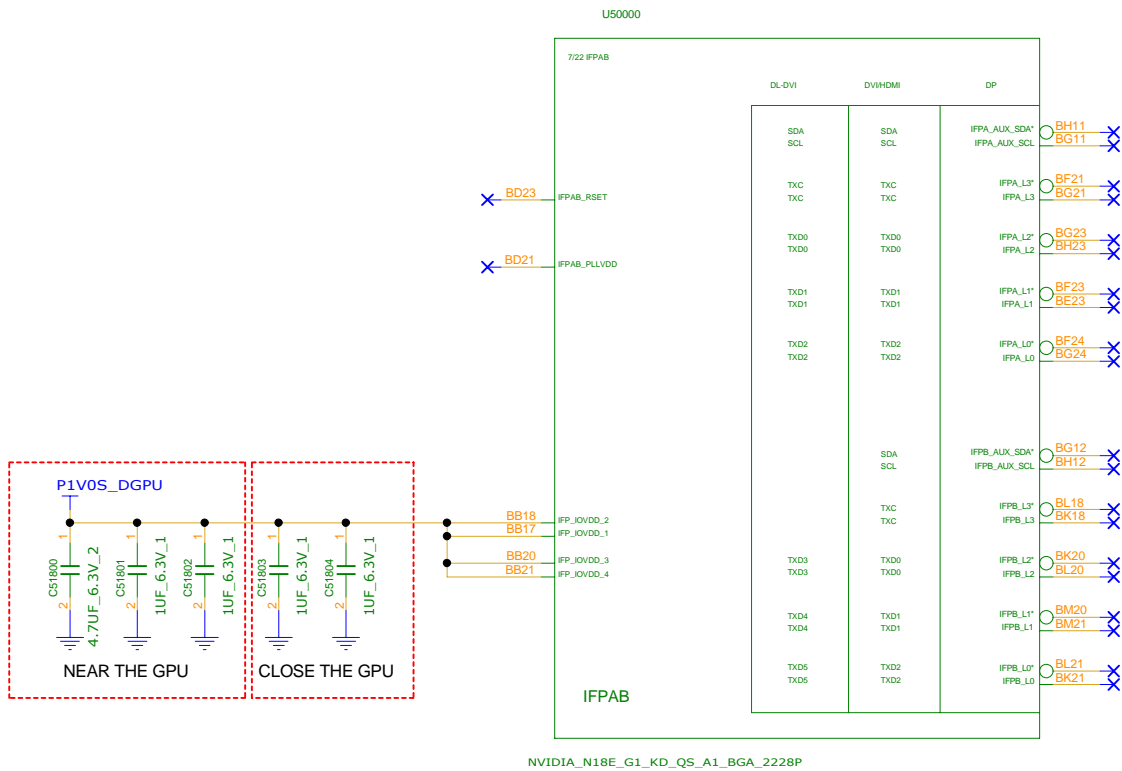 U50000
7/22 IFPAB
DL-DVI DVI/HDMI DP
SDA SDA IFPA_AUX_SDA* BH11
SCL SCL IFPA_AUX_SCL BG11
TXC TXC IFPA_L3* BF21
TXC TXC IFPA_L3 BG21
BD23 IFPAB_RSET
TXD0 TXD0 IFPA_L2* BG23
TXD0 TXD0 IFPA_L2 BH23
BD21 IFPAB_PLLVDD
TXD1 TXD1 IFPA_L1* BF23
TXD1 TXD1 IFPA_L1 BE23
TXD2 TXD2 IFPA_L0* BF24
TXD2 TXD2 IFPA_L0 BG24
SDA IFPB_AUX_SDA* BG12
SCL IFPB_AUX_SCL BH12
P1V0S_DGPU
TXC IFPB_L3* BL18
TXC IFPB_L3 BK18
BB18 IFP_IOVDD_2
BB17 IFP_IOVDD_1
BB20 IFP_IOVDD_3
BB21 IFP_IOVDD_4
TXD3 TXD0 IFPB_L2* BK20
TXD3 TXD0 IFPB_L2 BL20
1 C51800 2 4.7UF_6.3V_2
1 C51801 2 1UF_6.3V_1
1 C51802 2 1UF_6.3V_1
1 C51803 2 1UF_6.3V_1
1 C51804 2 1UF_6.3V_1
TXD4 TXD1 IFPB_L1* BM20
TXD4 TXD1 IFPB_L1 BM21
NEAR THE GPU
CLOSE THE GPU
TXD5 TXD2 IFPB_L0* BL21
TXD5 TXD2 IFPB_L0 BK21
IFPAB
NVIDIA_N18E_G1_KD_QS_A1_BGA_2228P